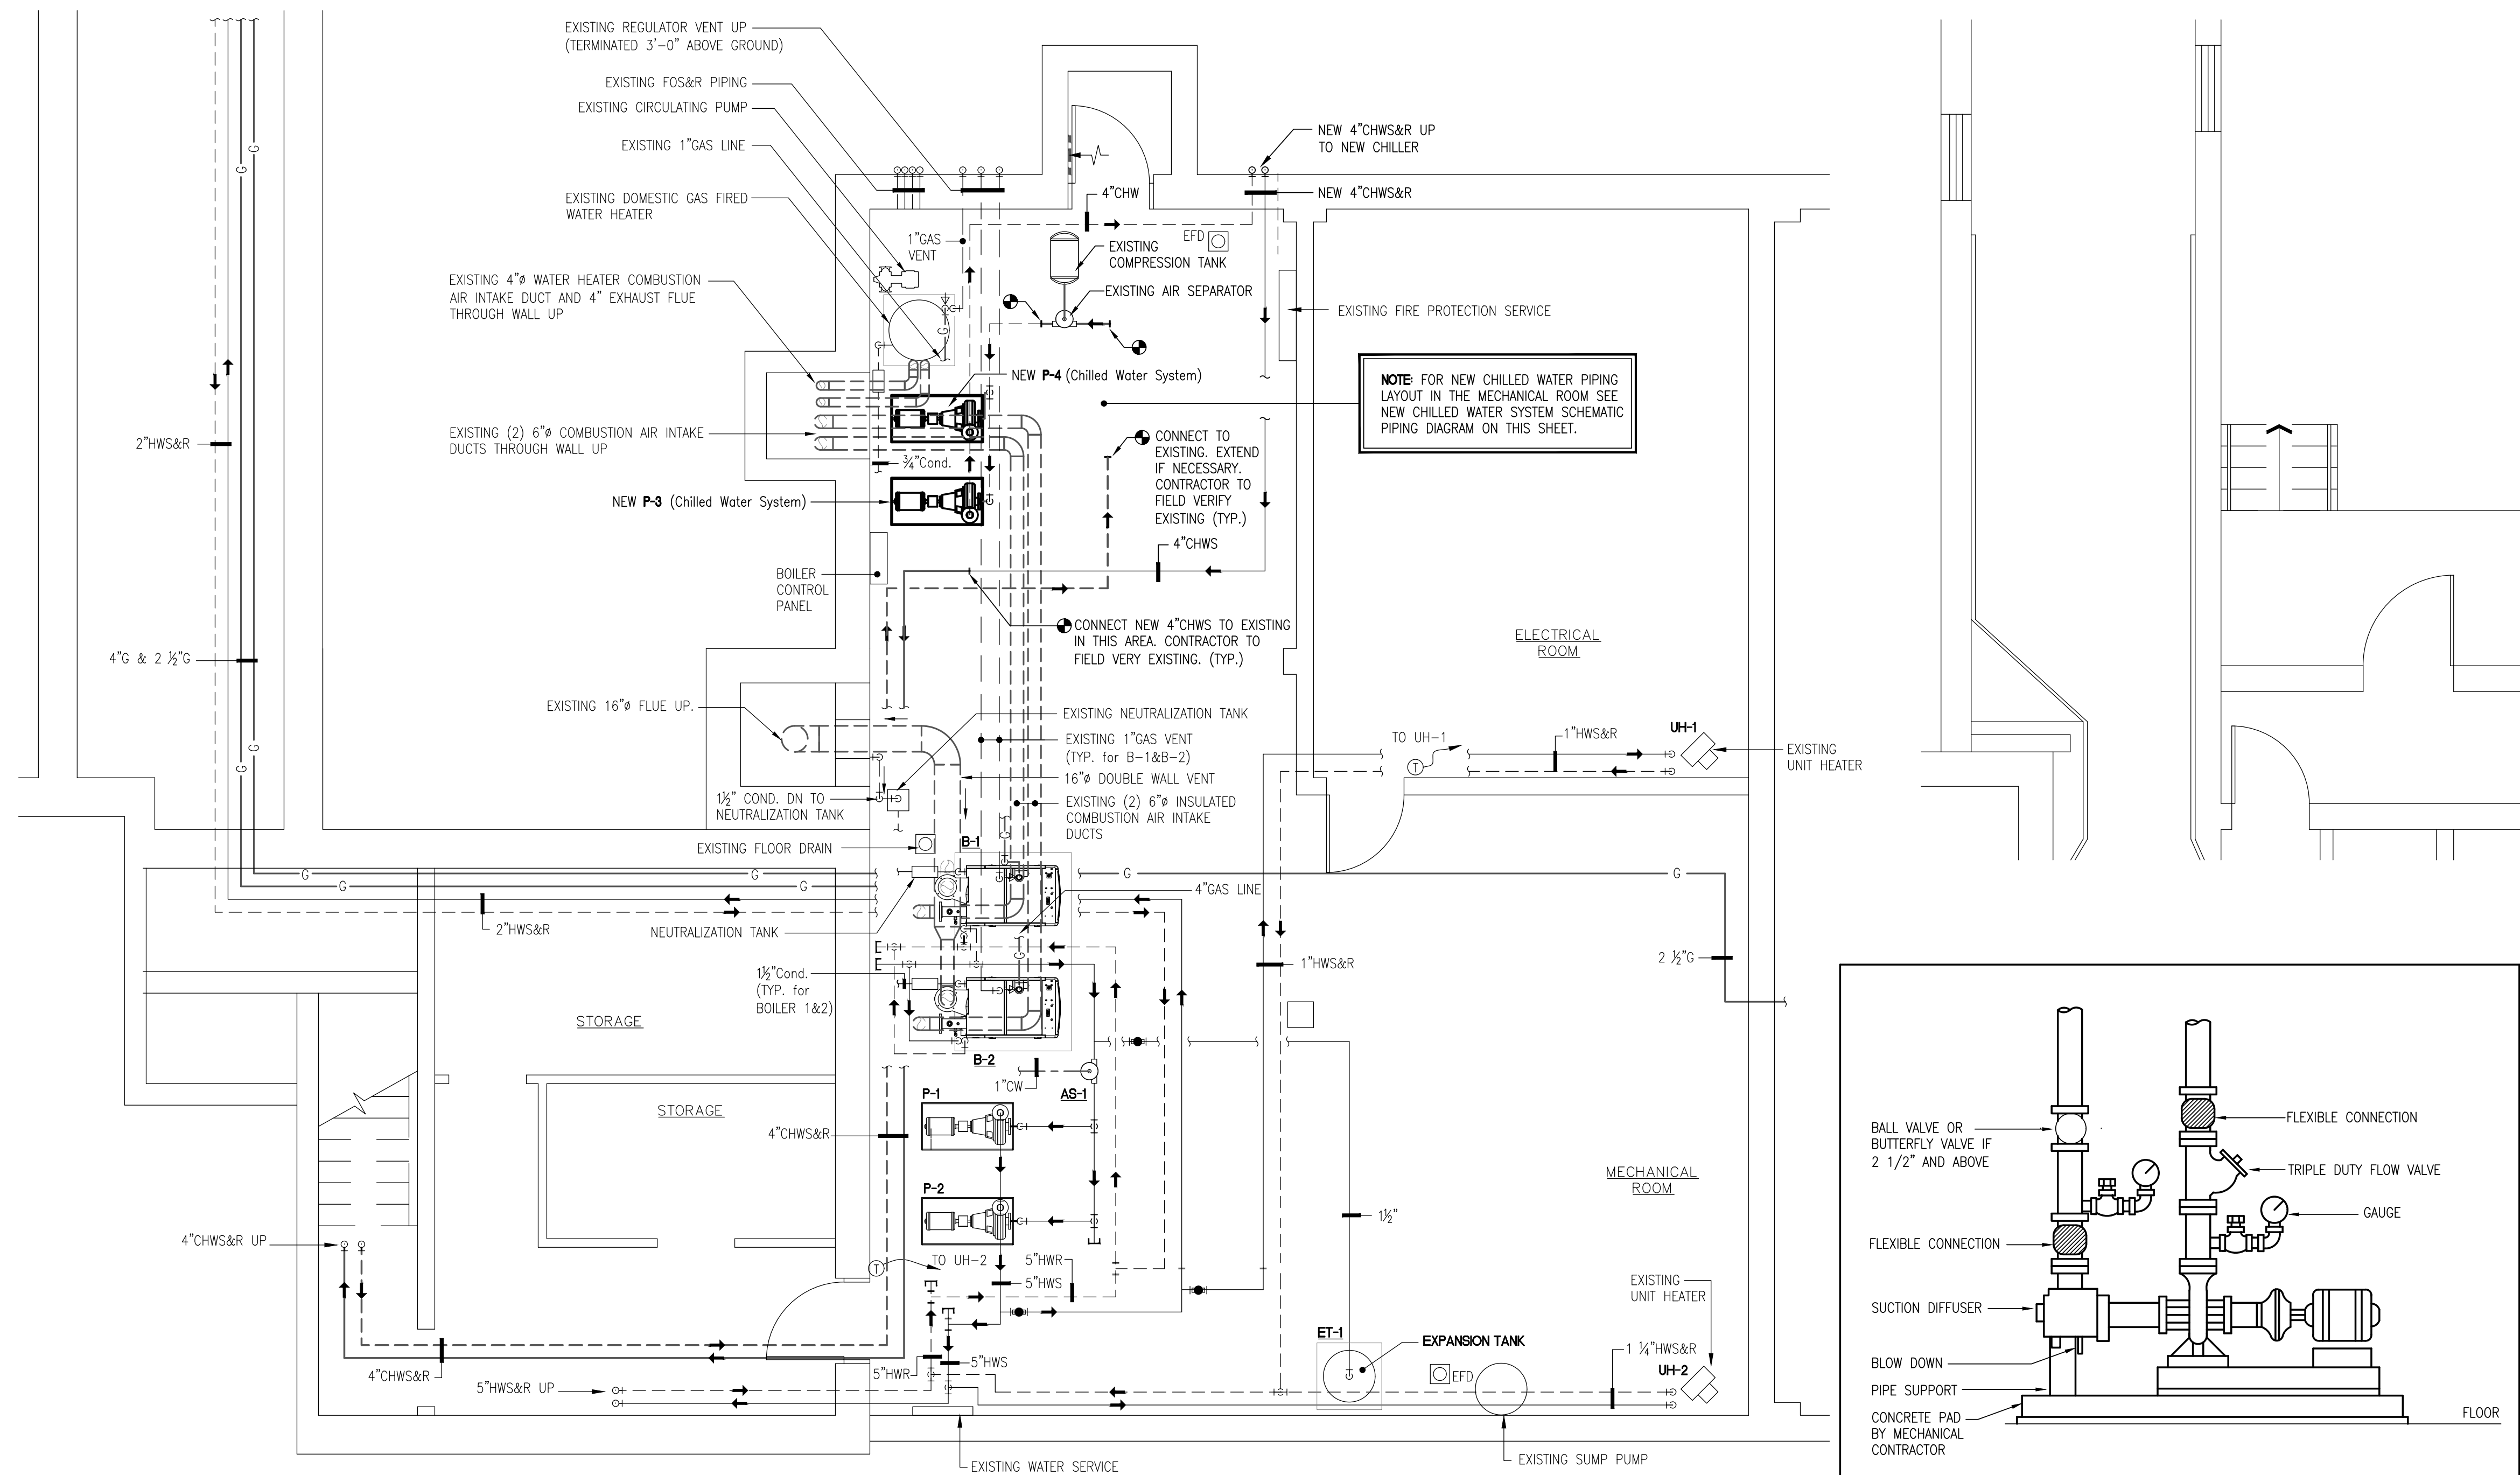 EXISTING REGULATOR VENT UP
(TERMINATED 3'-0" ABOVE GROUND)
EXISTING FOS&R PIPING
EXISTING CIRCULATING PUMP
EXISTING 1"GAS LINE
EXISTING DOMESTIC GAS FIRED
WATER HEATER
EXISTING 4"ø WATER HEATER COMBUSTION
AIR INTAKE DUCT AND 4" EXHAUST FLUE
THROUGH WALL UP
EXISTING (2) 6"ø COMBUSTION AIR INTAKE
DUCTS THROUGH WALL UP
NEW P-3 (Chilled Water System)
NEW P-4 (Chilled Water System)
¾"Cond.
1"GAS
VENT
4"CHW
NEW 4"CHWS&R UP
TO NEW CHILLER
NEW 4"CHWS&R
EFD
EXISTING
COMPRESSION TANK
EXISTING AIR SEPARATOR
EXISTING FIRE PROTECTION SERVICE
NOTE: FOR NEW CHILLED WATER PIPING
LAYOUT IN THE MECHANICAL ROOM SEE
NEW CHILLED WATER SYSTEM SCHEMATIC
PIPING DIAGRAM ON THIS SHEET.
CONNECT TO
EXISTING. EXTEND
IF NECESSARY.
CONTRACTOR TO
FIELD VERIFY
EXISTING (TYP.)
4"CHWS
BOILER
CONTROL
PANEL
CONNECT NEW 4"CHWS TO EXISTING
IN THIS AREA. CONTRACTOR TO
FIELD VERY EXISTING. (TYP.)
ELECTRICAL
ROOM
2"HWS&R
4"G & 2 ½"G
G
G
G
G
G
G
EXISTING 16"ø FLUE UP.
EXISTING NEUTRALIZATION TANK
EXISTING 1"GAS VENT
(TYP. for B-1&B-2)
16"ø DOUBLE WALL VENT
EXISTING (2) 6"ø INSULATED
COMBUSTION AIR INTAKE
DUCTS
1½" COND. DN TO
NEUTRALIZATION TANK
EXISTING FLOOR DRAIN
TO UH-1
T
1"HWS&R
UH-1
EXISTING
UNIT HEATER
B-1
G
G
G
G
G
G
G
G
G
4"GAS LINE
2"HWS&R
NEUTRALIZATION TANK
1½"Cond.
(TYP. for
BOILER 1&2)
1"HWS&R
2 ½"G
STORAGE
STORAGE
B-2
1"CW
AS-1
P-1
4"CHWS&R
P-2
MECHANICAL
ROOM
1½"
4"CHWS&R UP
T
TO UH-2
5"HWR
5"HWS
EXISTING
UNIT HEATER
ET-1
EXPANSION TANK
EFD
1 ¼"HWS&R
UH-2
4"CHWS&R
5"HWS&R UP
5"HWR
5"HWS
EXISTING WATER SERVICE
EXISTING SUMP PUMP
BALL VALVE OR
BUTTERFLY VALVE IF
2 1/2" AND ABOVE
FLEXIBLE CONNECTION
SUCTION DIFFUSER
BLOW DOWN
PIPE SUPPORT
CONCRETE PAD
BY MECHANICAL
CONTRACTOR
FLEXIBLE CONNECTION
TRIPLE DUTY FLOW VALVE
GAUGE
FLOOR